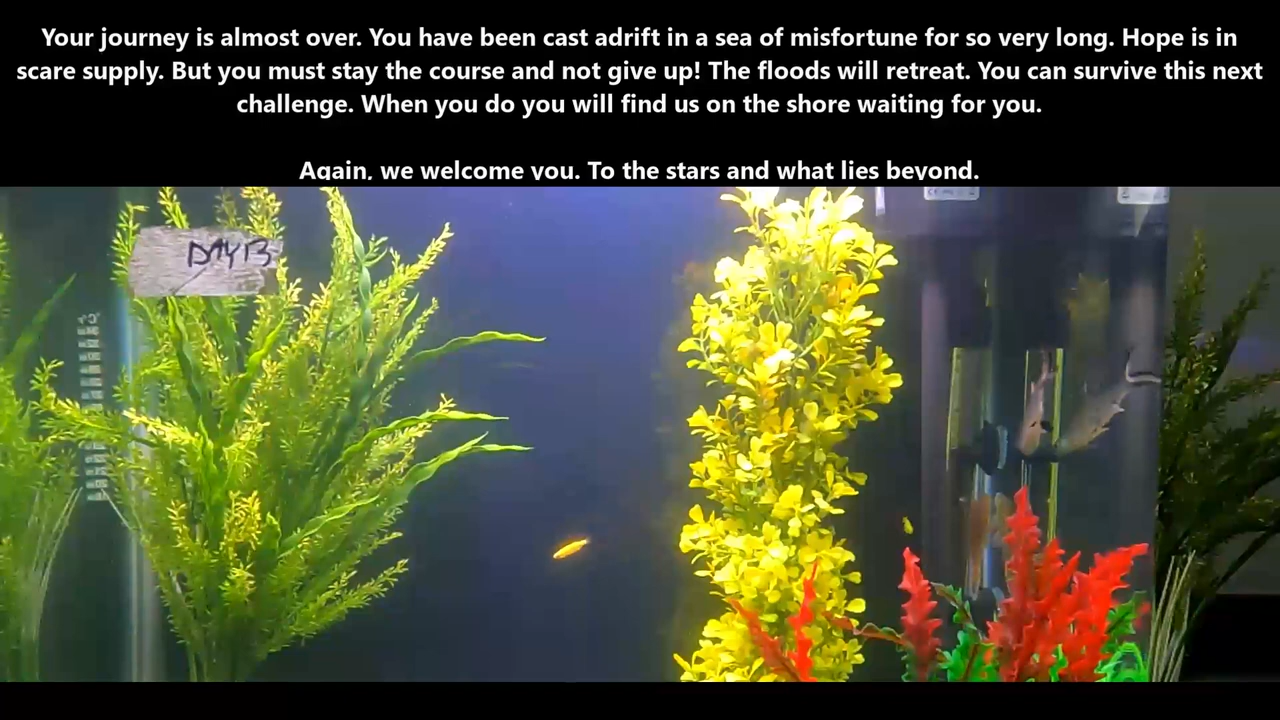 Your journey is almost over. You have been cast adrift in a sea of misfortune for so very long. Hope is in
scare supply. But you must stay the course and not give up! The floods will retreat. You can survive this next
challenge. When you do you will find us on the shore waiting for you.
Again, we welcome you. To the stars and what lies beyond.
DAY 13